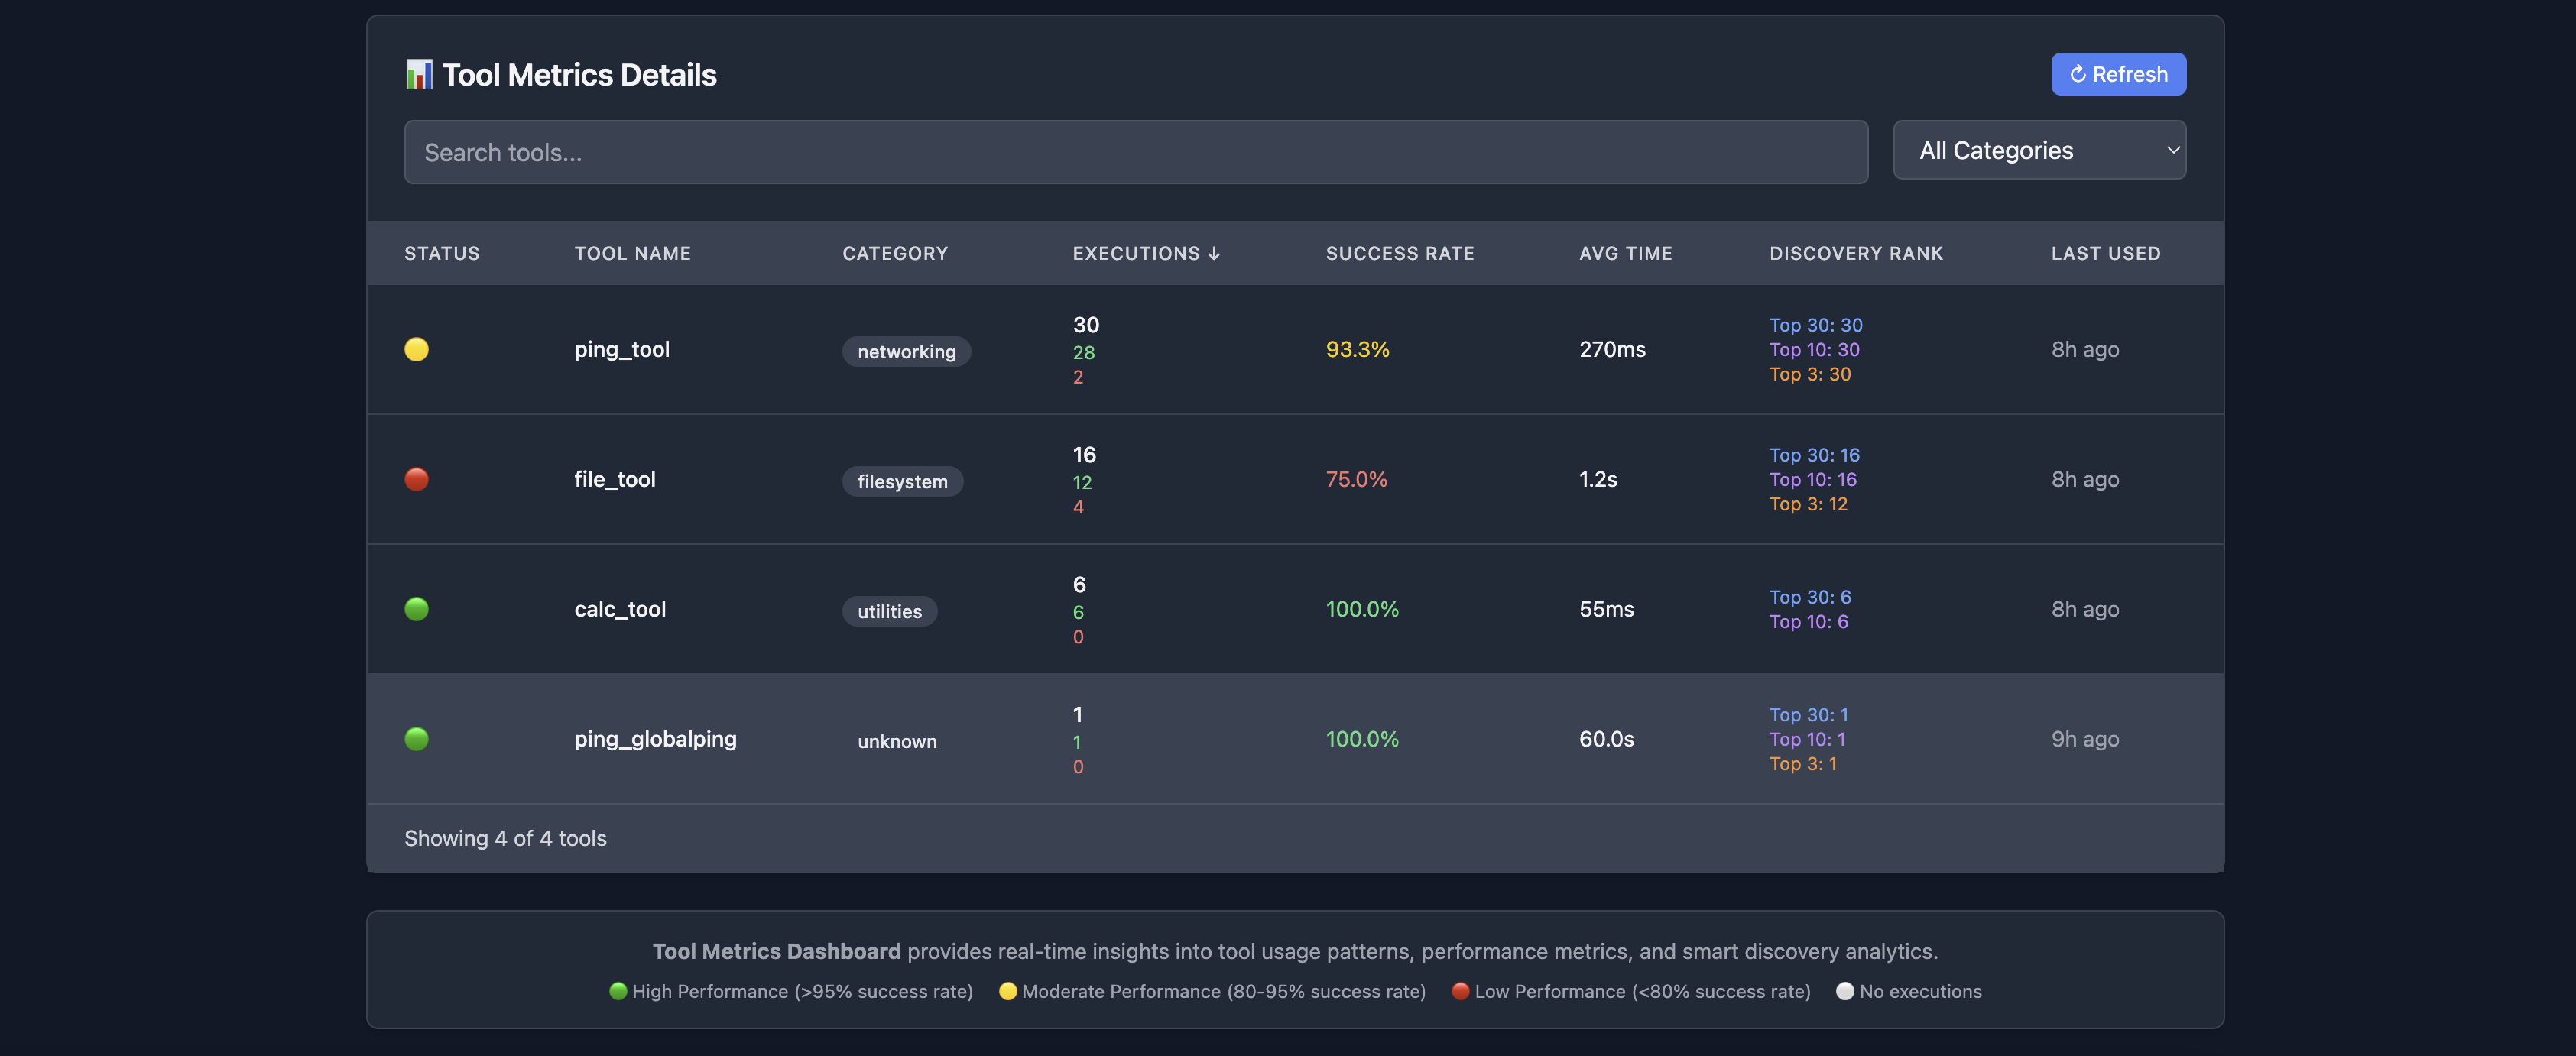 📊 Tool Metrics Details
↻ Refresh
Search tools...
All Categories
STATUS TOOL NAME CATEGORY EXECUTIONS ↓ SUCCESS RATE AVG TIME DISCOVERY RANK LAST USED
ping_tool networking 30 28 2 93.3% 270ms Top 30: 30 Top 10: 30 Top 3: 30 8h ago
file_tool filesystem 16 12 4 75.0% 1.2s Top 30: 16 Top 10: 16 Top 3: 12 8h ago
calc_tool utilities 6 6 0 100.0% 55ms Top 30: 6 Top 10: 6 8h ago
ping_globalping unknown 1 1 0 100.0% 60.0s Top 30: 1 Top 10: 1 Top 3: 1 9h ago
Showing 4 of 4 tools
Tool Metrics Dashboard provides real-time insights into tool usage patterns, performance metrics, and smart discovery analytics.
High Performance (>95% success rate) Moderate Performance (80-95% success rate) Low Performance (<80% success rate) No executions